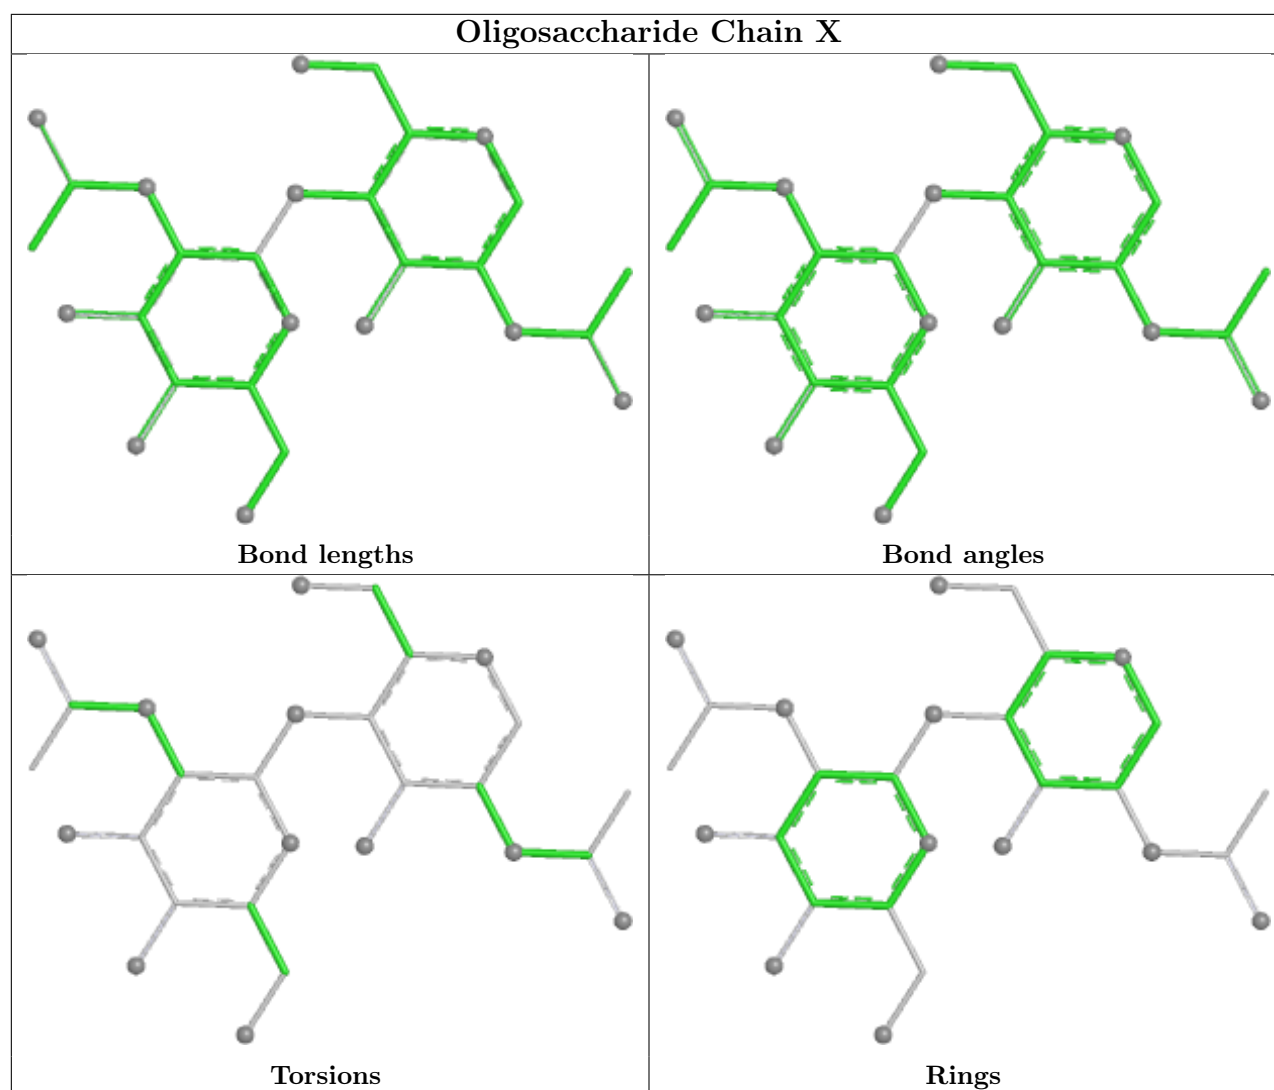 Oligosaccharide Chain X
Bond lengths
Bond angles
Torsions
Rings